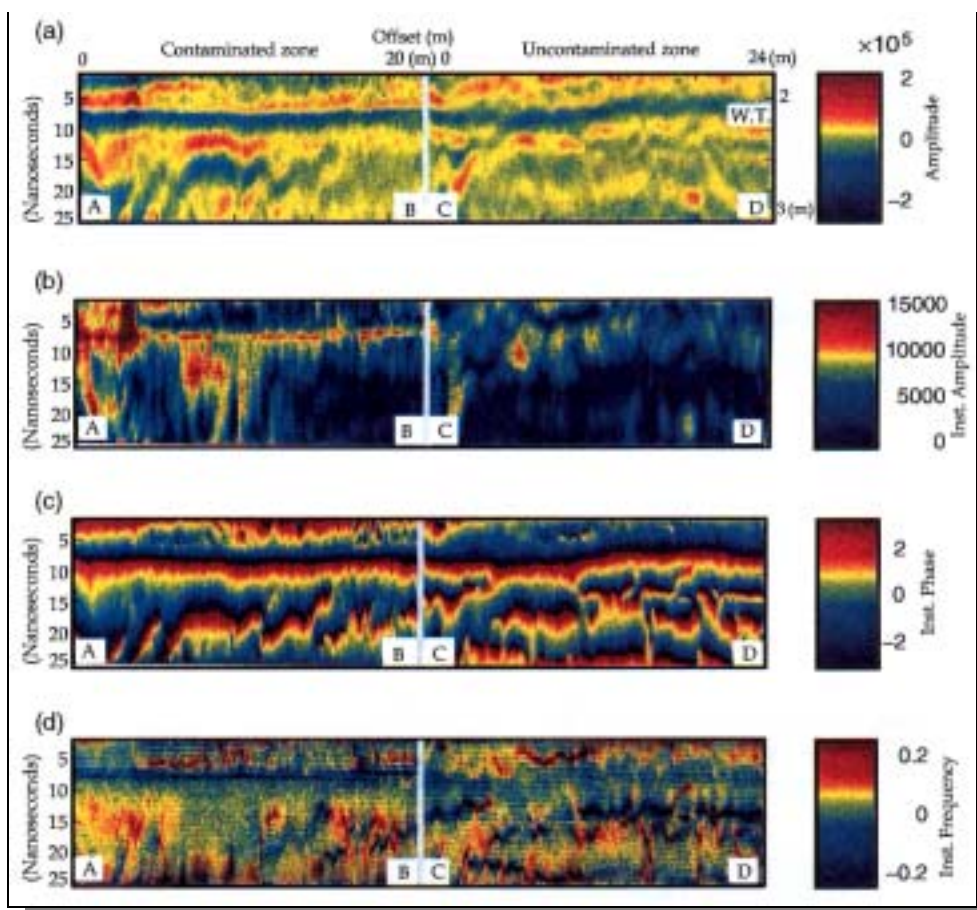 (a)
Offset (m)
0 Contaminated zone 20 (m) 0 Uncontaminated zone 24 (m)
×10⁵
5
10
15
20
25
(Nanoseconds)
2
W.T.
3 (m)
A B C D
2
0
−2
Amplitude
(b)
5
10
15
20
25
(Nanoseconds)
A B C D
15000
10000
5000
0
Inst. Amplitude
(c)
5
10
15
20
25
(Nanoseconds)
A B C D
2
0
−2
Inst. Phase
(d)
5
10
15
20
25
(Nanoseconds)
A B C D
0.2
0
−0.2
Inst. Frequency